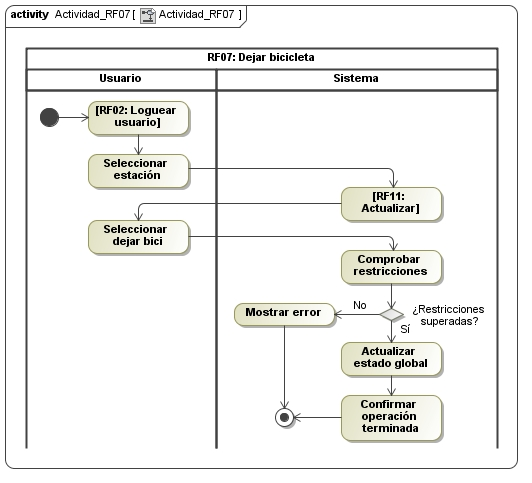 activity Actividad_RF07 [ Actividad_RF07 ]
RF07: Dejar bicicleta
Usuario
Sistema
[RF02: Loguear
usuario]
Seleccionar
estación
[RF11:
Actualizar]
Seleccionar
dejar bici
Comprobar
restricciones
¿Restricciones
superadas?
No
Mostrar error
Sí
Actualizar
estado global
Confirmar
operación
terminada